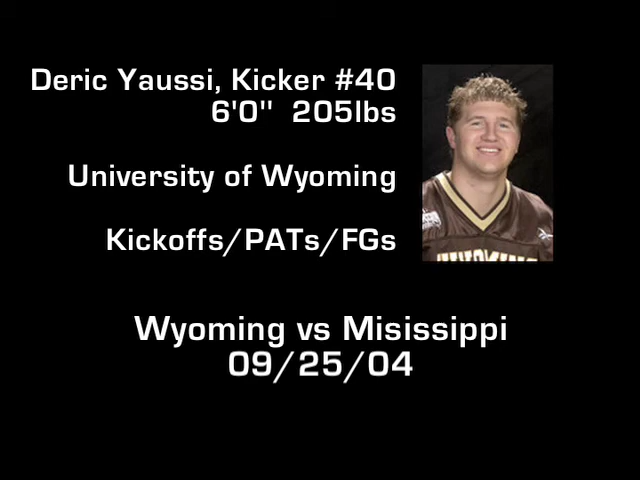 Deric Yaussi, Kicker #40
6'0" 205lbs
University of Wyoming
Kickoffs/PATs/FGs
Wyoming vs Misissippi
09/25/04